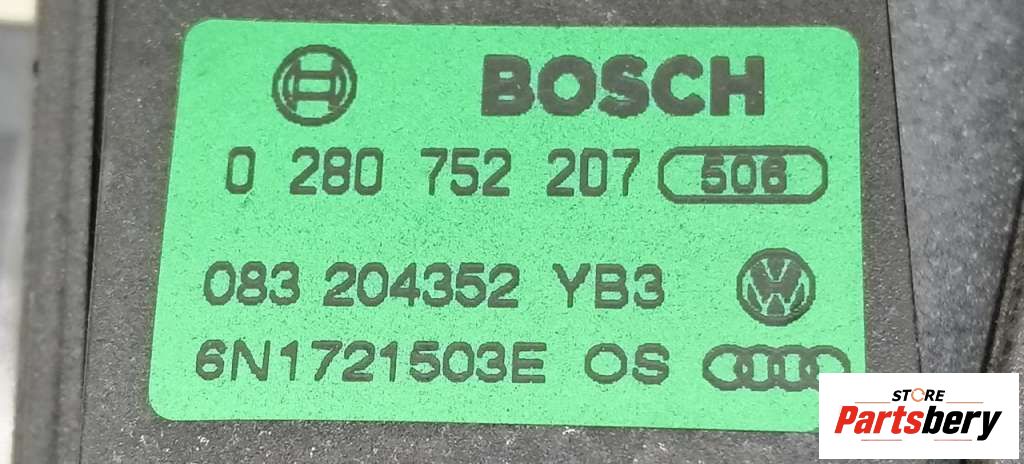 BOSCH
0 280 752 207 506
083 204352 YB3
6N1721503E OS
STORE
Partsbery